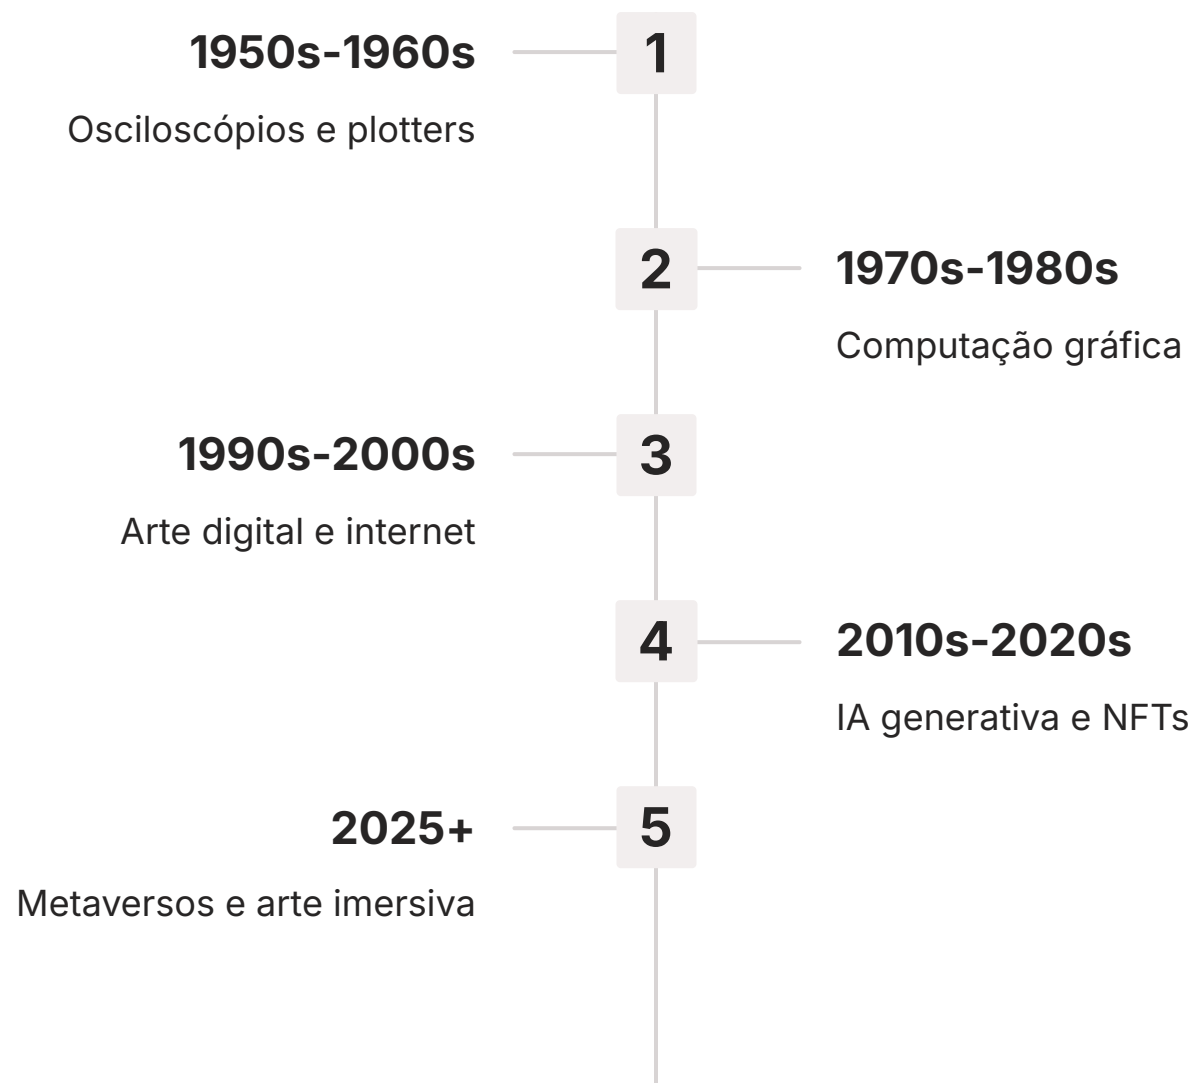 1950s-1960s
1
Osciloscópios e plotters
2
1970s-1980s
Computação gráfica
1990s-2000s
3
Arte digital e internet
4
2010s-2020s
IA generativa e NFTs
2025+
5
Metaversos e arte imersiva